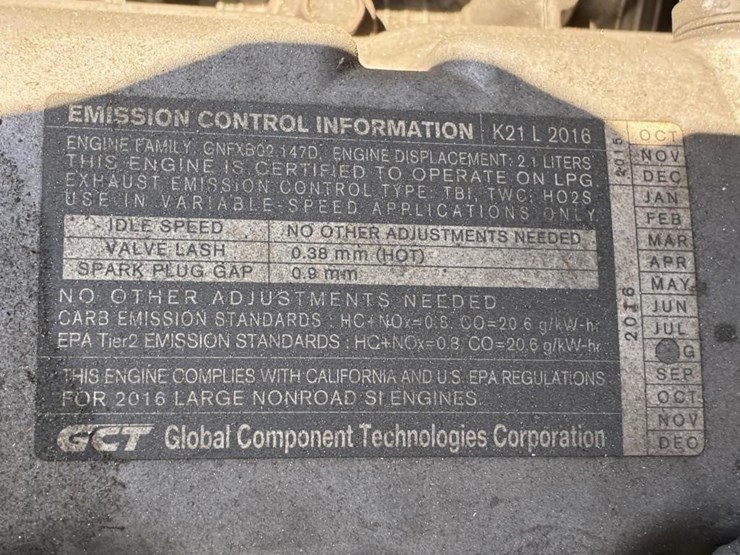 EMISSION CONTROL INFORMATION K21 L 2016
ENGINE FAMILY GNFXB02.147D, ENGINE DISPLACEMENT: 2.1 LITERS
THIS ENGINE IS CERTIFIED TO OPERATE ON LPG
EXHAUST EMISSION CONTROL TYPE: TBI, TWC, HO2S
USE IN VARIABLE-SPEED APPLICATIONS ONLY
IDLE SPEED NO OTHER ADJUSTMENTS NEEDED
VALVE LASH 0.38 mm (HOT)
SPARK PLUG GAP 0.9 mm
NO OTHER ADJUSTMENTS NEEDED
CARB EMISSION STANDARDS : HC+NOx=0.6, CO=20.6 g/kW-hr
EPA Tier2 EMISSION STANDARDS : HC+NOx=0.8, CO=20.6 g/kW-hr
THIS ENGINE COMPLIES WITH CALIFORNIA AND U.S. EPA REGULATIONS
FOR 2016 LARGE NONROAD SI ENGINES.
GCT Global Component Technologies Corporation
2015
OCT
NOV
DEC
2016
JAN
FEB
MAR
APR
MAY
JUN
JUL
G
SEP
OCT
NOV
DEC